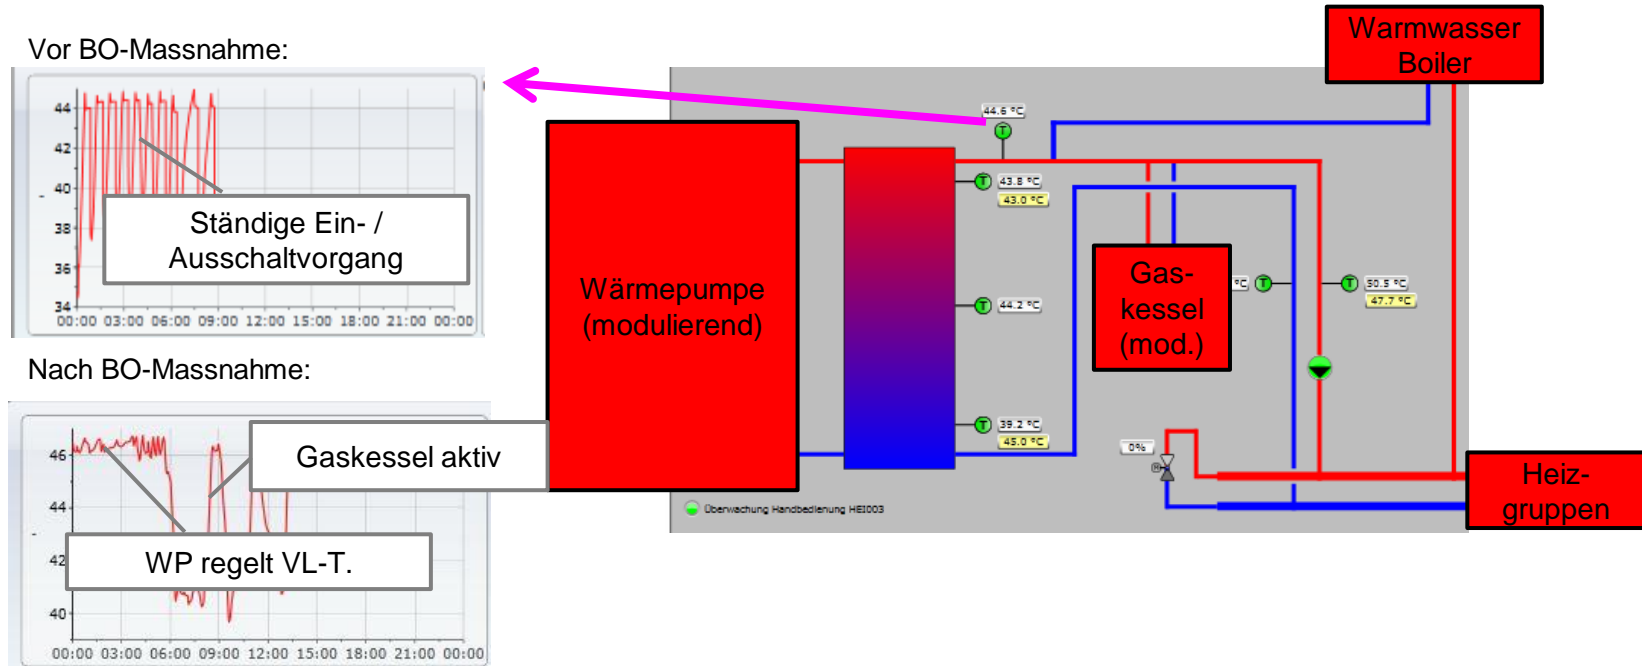 Vor BO-Massnahme:
44
42
40
38
36
34
00:00 03:00 06:00 09:00 12:00 15:00 18:00 21:00 00:00
Ständige Ein- /
Ausschaltvorgang
Nach BO-Massnahme:
46
44
42
40
00:00 03:00 06:00 09:00 12:00 15:00 18:00 21:00 00:00
Gaskessel aktiv
WP regelt VL-T.
Warmwasser
Boiler
44.6 °C
T
T
43.8 °C
43.0 °C
Wärmepumpe
(modulierend)
T
44.2 °C
Gas-
kessel
(mod.)
°C
T
T
50.5 °C
47.7 °C
T
39.2 °C
45.0 °C
0%
M
Heiz-
gruppen
Überwachung Handbedienung HEI003